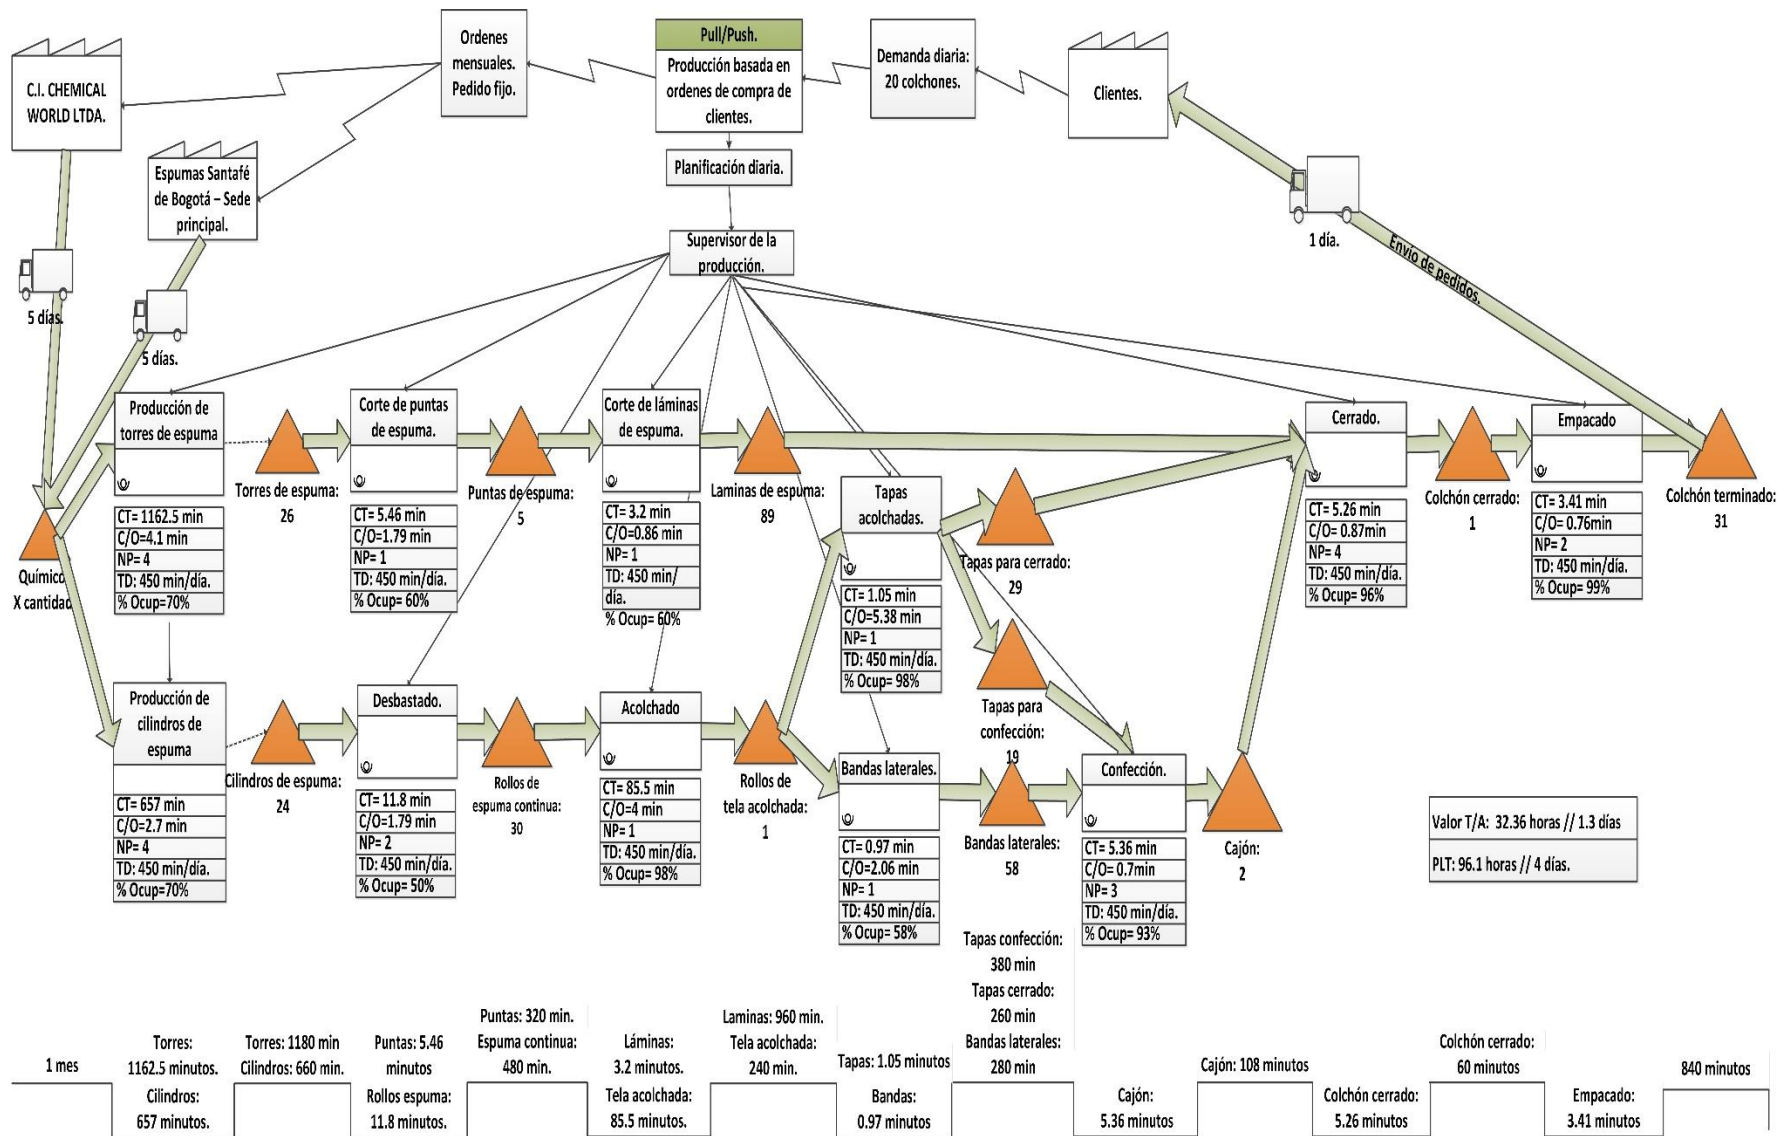 C.I. CHEMICAL
WORLD LTDA.
Ordenes
mensuales.
Pedido fijo.
Pull/Push.
Producción basada en
ordenes de compra de
clientes.
Demanda diaria:
20 colchones.
Clientes.
Espumas Santafé
de Bogotá – Sede
principal.
Planificación diaria.
Supervisor de la
producción.
5 días.
5 días.
1 día.
Envío de pedidos.
Químico
X cantidad
Producción de
torres de espuma
CT= 1162.5 min
C/O=4.1 min
NP= 4
TD: 450 min/día.
% Ocup=70%
Torres de espuma:
26
Corte de puntas
de espuma.
CT= 5.46 min
C/O=1.79 min
NP= 1
TD: 450 min/día.
% Ocup= 60%
Puntas de espuma:
5
Corte de láminas
de espuma.
CT= 3.2 min
C/O=0.86 min
NP= 1
TD: 450 min/
día.
% Ocup= 60%
Laminas de espuma:
89
Tapas
acolchadas.
CT= 1.05 min
C/O=5.38 min
NP= 1
TD: 450 min/día.
% Ocup= 98%
Tapas para cerrado:
29
Tapas para
confección:
19
Cerrado.
CT= 5.26 min
C/O= 0.87min
NP= 4
TD: 450 min/día.
% Ocup= 96%
Colchón cerrado:
1
Empacado
CT= 3.41 min
C/O= 0.76min
NP= 2
TD: 450 min/día.
% Ocup= 99%
Colchón terminado:
31
Producción de
cilindros de
espuma
CT= 657 min
C/O=2.7 min
NP= 4
TD: 450 min/día.
% Ocup=70%
Cilindros de espuma:
24
Desbastado.
CT= 11.8 min
C/O=1.79 min
NP= 2
TD: 450 min/día.
% Ocup= 50%
Rollos de
espuma continua:
30
Acolchado
CT= 85.5 min
C/O=4 min
NP= 1
TD: 450 min/día.
% Ocup= 98%
Rollos de
tela acolchada:
1
Bandas laterales.
CT= 0.97 min
C/O=2.06 min
NP= 1
TD: 450 min/día.
% Ocup= 58%
Bandas laterales:
58
Confección.
CT= 5.36 min
C/O= 0.7min
NP= 3
TD: 450 min/día.
% Ocup= 93%
Cajón:
2
Valor T/A: 32.36 horas // 1.3 días
PLT: 96.1 horas // 4 días.
1 mes
Torres:
1162.5 minutos.
Cilindros:
657 minutos.
Torres: 1180 min
Cilindros: 660 min.
Puntas: 5.46
minutos
Rollos espuma:
11.8 minutos.
Puntas: 320 min.
Espuma continua:
480 min.
Láminas:
3.2 minutos.
Tela acolchada:
85.5 minutos.
Laminas: 960 min.
Tela acolchada:
240 min.
Tapas: 1.05 minutos
Bandas:
0.97 minutos
Tapas confección:
380 min
Tapas cerrado:
260 min
Bandas laterales:
280 min
Cajón:
5.36 minutos
Cajón: 108 minutos
Colchón cerrado:
5.26 minutos
Colchón cerrado:
60 minutos
Empacado:
3.41 minutos
840 minutos